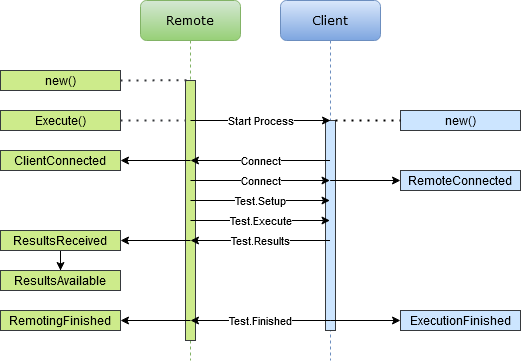 Remote
Client
new()
Execute()
Start Process
new()
ClientConnected
Connect
Connect
RemoteConnected
Test.Setup
Test.Execute
ResultsReceived
Test.Results
ResultsAvailable
RemotingFinished
Test.Finished
ExecutionFinished